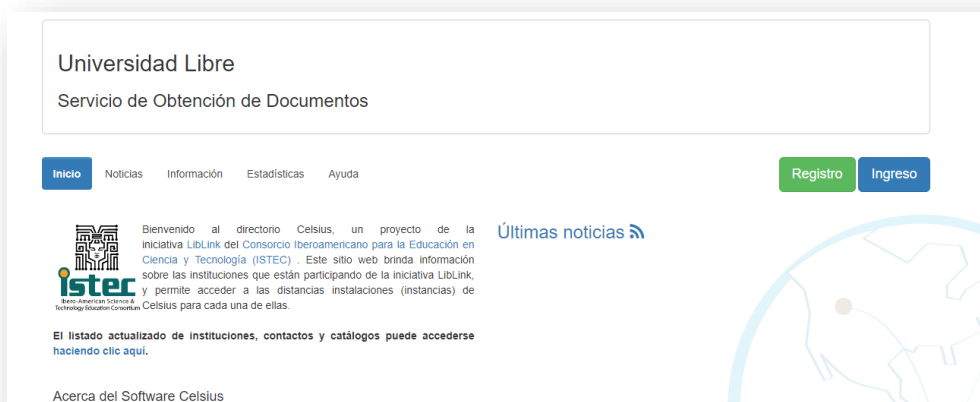 Universidad Libre
Servicio de Obtención de Documentos
Inicio Noticias Información Estadísticas Ayuda Registro Ingreso
istec
Ibero-American Science &
Technology Education Consortium
Bienvenido al directorio Celsius, un proyecto de la
iniciativa LibLink del Consorcio Iberoamericano para la Educación en
Ciencia y Tecnología (ISTEC) . Este sitio web brinda información
sobre las instituciones que están participando de la iniciativa LibLink,
y permite acceder a las distancias instalaciones (instancias) de
Celsius para cada una de ellas.
El listado actualizado de instituciones, contactos y catálogos puede accederse
haciendo clic aquí.
Acerca del Software Celsius
Últimas noticias